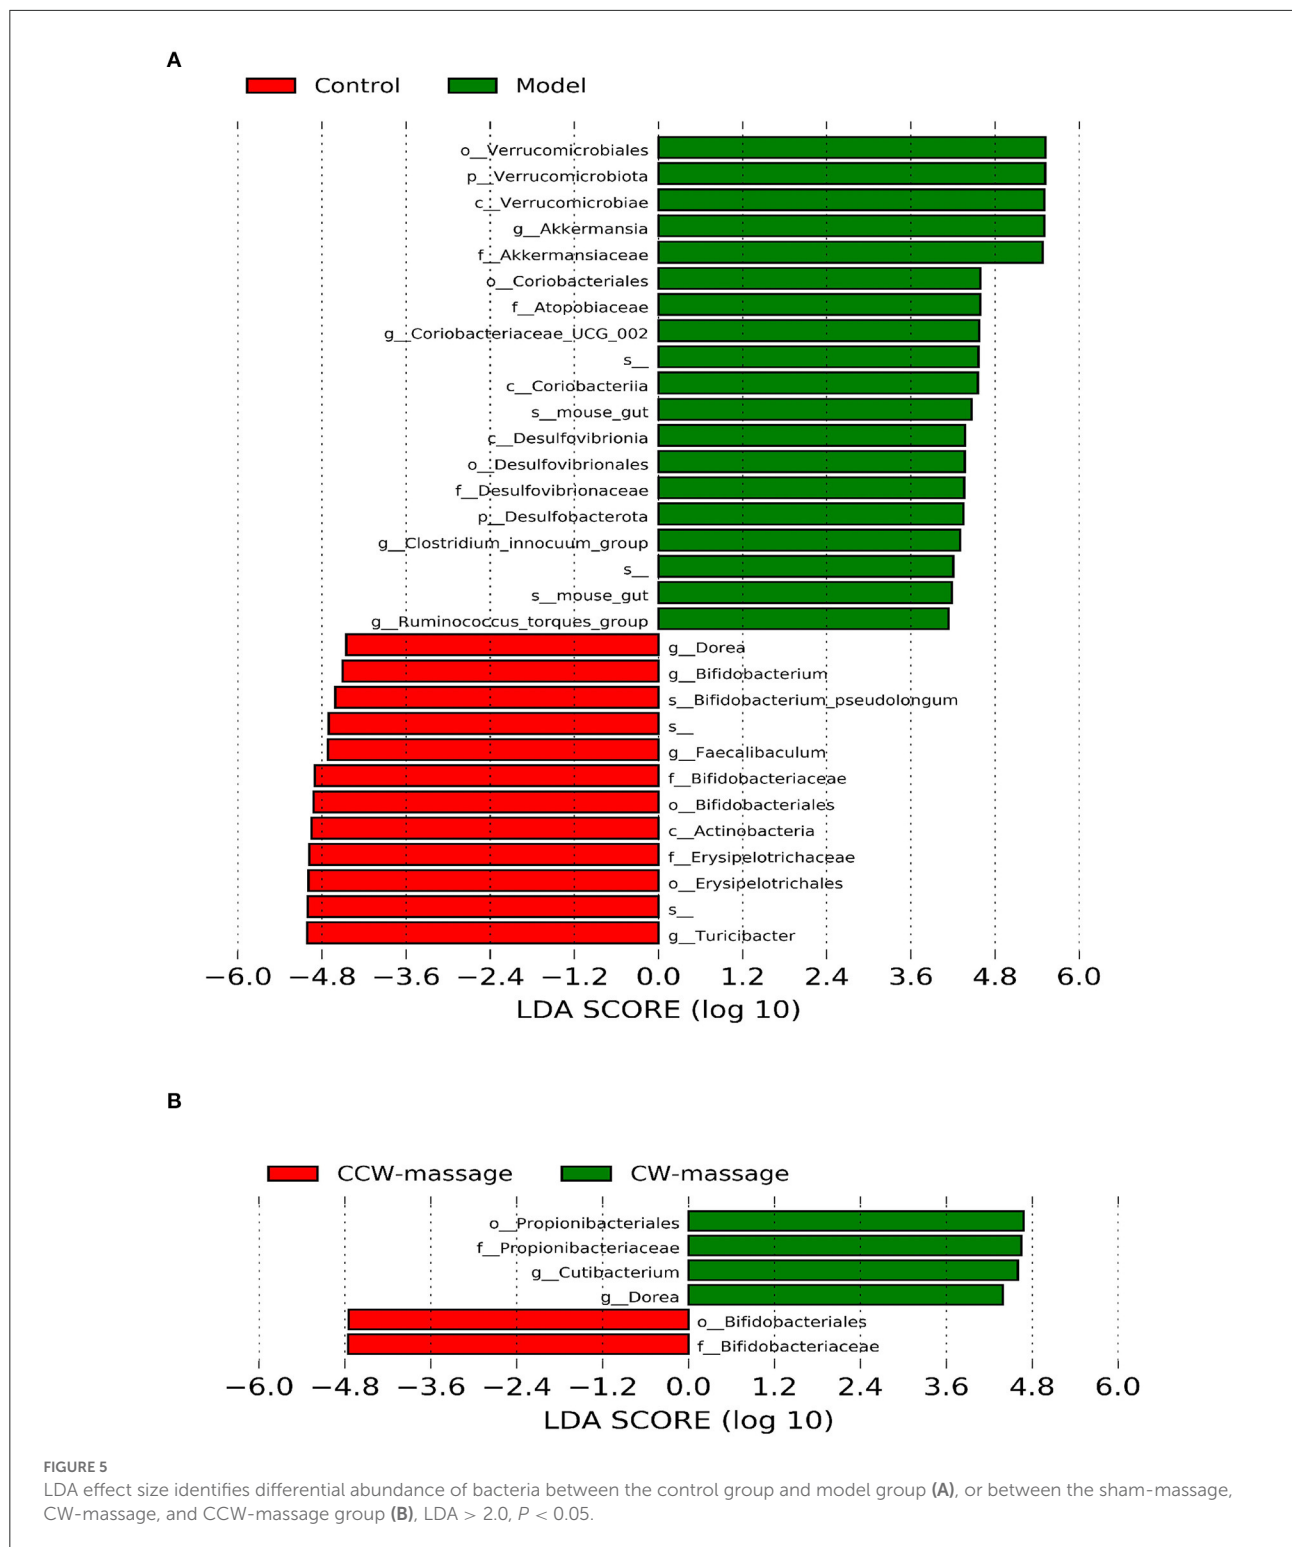 A
Control Model
o__Verrucomicrobiales
p__Verrucomicrobiota
c__Verrucomicrobiae
g__Akkermansia
f__Akkermansiaceae
o__Coriobacteriales
f__Atopobiaceae
g__Coriobacteriaceae_UCG_002
s__
c__Coriobacteriia
s__mouse_gut
c__Desulfovibrionia
o__Desulfovibrionales
f__Desulfovibrionaceae
p__Desulfobacterota
g__Clostridium_innocuum_group
s__
s__mouse_gut
g__Ruminococcus_torques_group
g__Dorea
g__Bifidobacterium
s__Bifidobacterium_pseudolongum
s__
g__Faecalibaculum
f__Bifidobacteriaceae
o__Bifidobacteriales
c__Actinobacteria
f__Erysipelotrichaceae
o__Erysipelotrichales
s__
g__Turicibacter
−6.0 −4.8 −3.6 −2.4 −1.2 0.0 1.2 2.4 3.6 4.8 6.0
LDA SCORE (log 10)
B
CCW-massage CW-massage
o__Propionibacteriales
f__Propionibacteriaceae
g__Cutibacterium
g__Dorea
o__Bifidobacteriales
f__Bifidobacteriaceae
−6.0 −4.8 −3.6 −2.4 −1.2 0.0 1.2 2.4 3.6 4.8 6.0
LDA SCORE (log 10)
FIGURE 5
LDA effect size identifies differential abundance of bacteria between the control group and model group (A), or between the sham-massage,
CW-massage, and CCW-massage group (B), LDA > 2.0, P < 0.05.